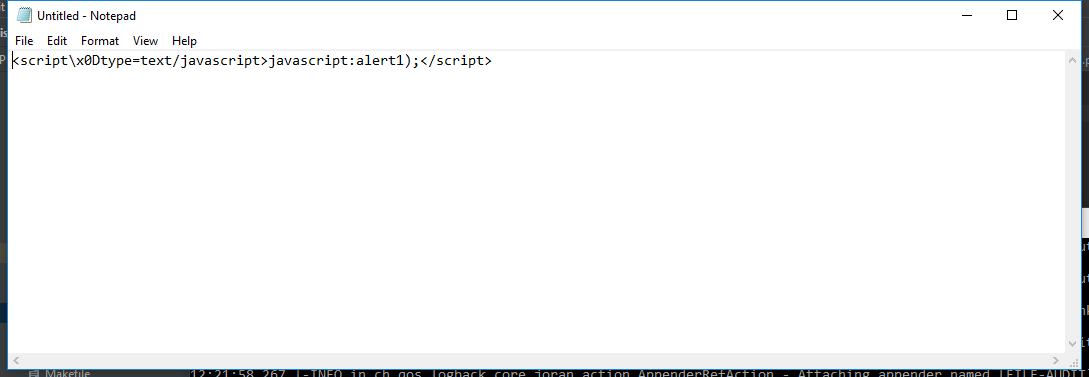 Untitled - Notepad
File Edit Format View Help
<script\x0Dtype=text/javascript>javascript:alert1);</script>
Makefile 12:21:58,267 |-INFO in ch.qos.logback.core.joran.action.AppenderRefAction - Attaching appender named [FILE-AUDIT